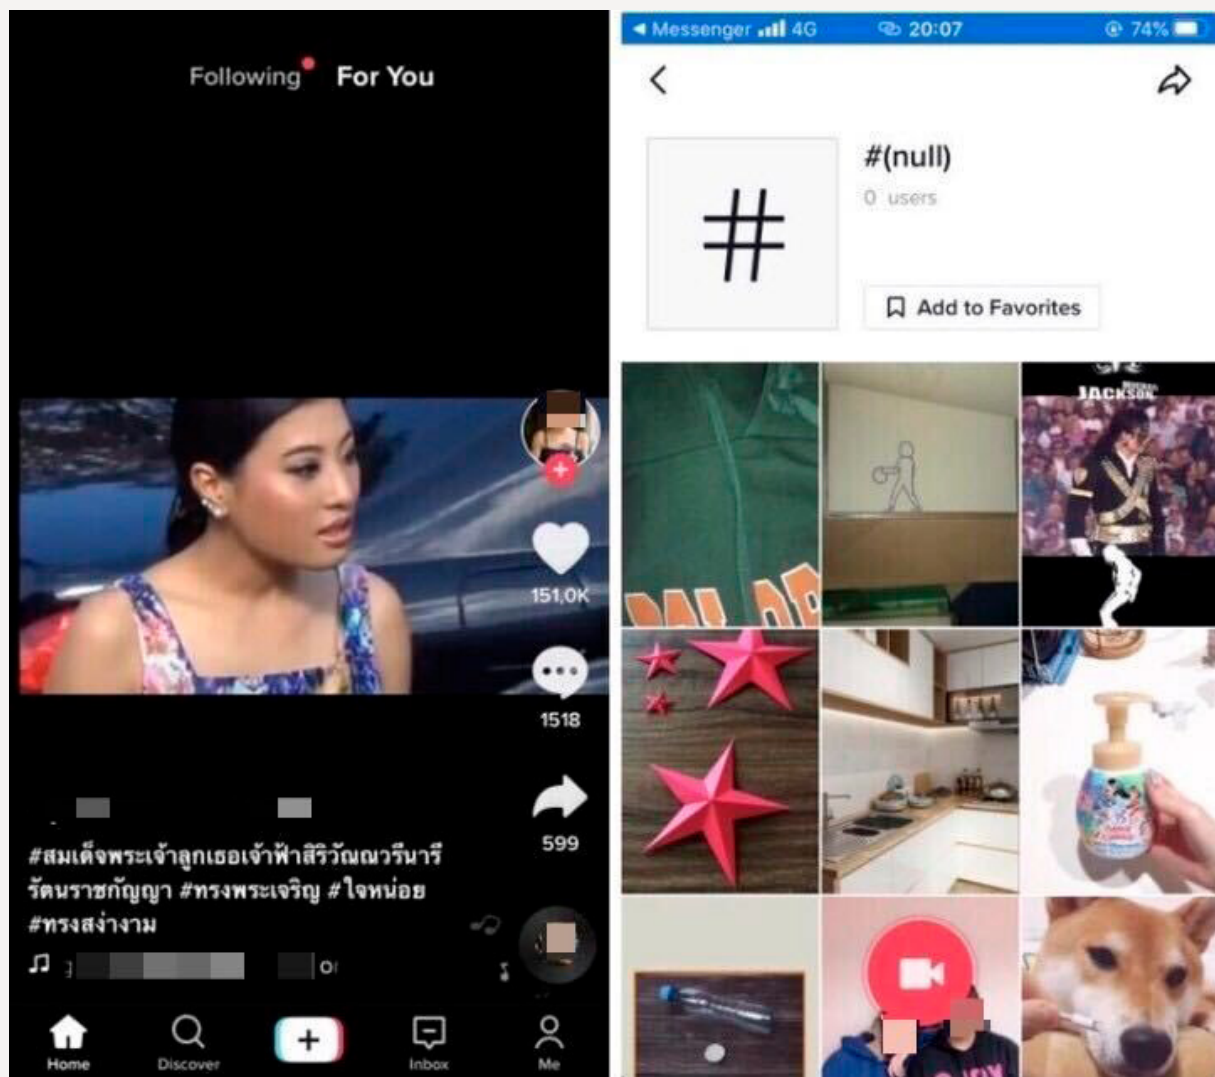 Following
For You
151,0K
1518
599
#สมเด็จพระเจ้าลูกเธอเจ้าฟ้าสิริวัณณวรีนารี
รัตนราชกัญญา #ทรงพระเจริญ #ใจหน่อย
#ทรงสง่างาม
Home
Discover
Inbox
Me
Messenger
4G
20:07
74%
#(null)
0 users
Add to Favorites
JACKSON